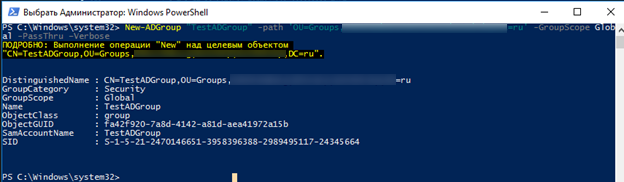 Выбрать Администратор: Windows PowerShell
PS C:\Windows\system32> New-ADGroup 'TestADGroup' -path 'OU=Groups, =ru' -GroupScope Glob
al -PassThru -Verbose
ПОДРОБНО: Выполнение операции "New" над целевым объектом
"CN=TestADGroup,OU=Groups, ,DC=ru".
DistinguishedName : CN=TestADGroup,OU=Groups, =ru
GroupCategory : Security
GroupScope : Global
Name : TestADGroup
ObjectClass : group
ObjectGUID : fa42f920-7a8d-4142-a81d-aea41972a15b
SamAccountName : TestADGroup
SID : S-1-5-21-2470146651-3958396388-2989495117-24345664
PS C:\Windows\system32>